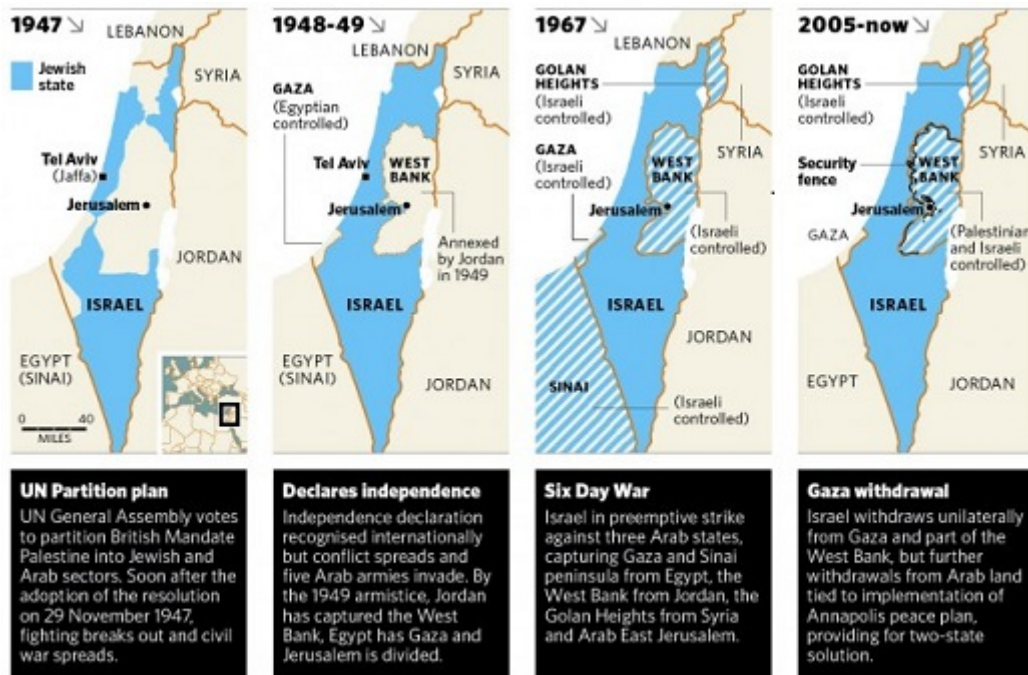 1947
LEBANON
Jewish
state
SYRIA
Tel Aviv
(Jaffa)
Jerusalem
JORDAN
ISRAEL
EGYPT
(SINAI)
0 40
MILES
UN Partition plan
UN General Assembly votes
to partition British Mandate
Palestine into Jewish and
Arab sectors. Soon after the
adoption of the resolution
on 29 November 1947,
fighting breaks out and civil
war spreads.
1948-49
LEBANON
SYRIA
GAZA
(Egyptian
controlled)
Tel Aviv
WEST
BANK
Jerusalem
Annexed
by Jordan
in 1949
ISRAEL
EGYPT
(SINAI)
JORDAN
Declares independence
Independence declaration
recognised internationally
but conflict spreads and
five Arab armies invade. By
the 1949 armistice, Jordan
has captured the West
Bank, Egypt has Gaza and
Jerusalem is divided.
1967
LEBANON
GOLAN
HEIGHTS
(Israeli
controlled)
SYRIA
GAZA
(Israeli
controlled)
WEST
BANK
Jerusalem
(Israeli
controlled)
ISRAEL
JORDAN
SINAI
(Israeli
controlled)
Six Day War
Israel in preemptive strike
against three Arab states,
capturing Gaza and Sinai
peninsula from Egypt, the
West Bank from Jordan, the
Golan Heights from Syria
and Arab East Jerusalem.
2005-now
LEBANON
GOLAN
HEIGHTS
(Israeli
controlled)
SYRIA
Security
fence
WEST
BANK
Jerusalem
GAZA
(Palestinian
and Israeli
controlled)
ISRAEL
EGYPT
JORDAN
Gaza withdrawal
Israel withdraws unilaterally
from Gaza and part of the
West Bank, but further
withdrawals from Arab land
tied to implementation of
Annapolis peace plan,
providing for two-state
solution.